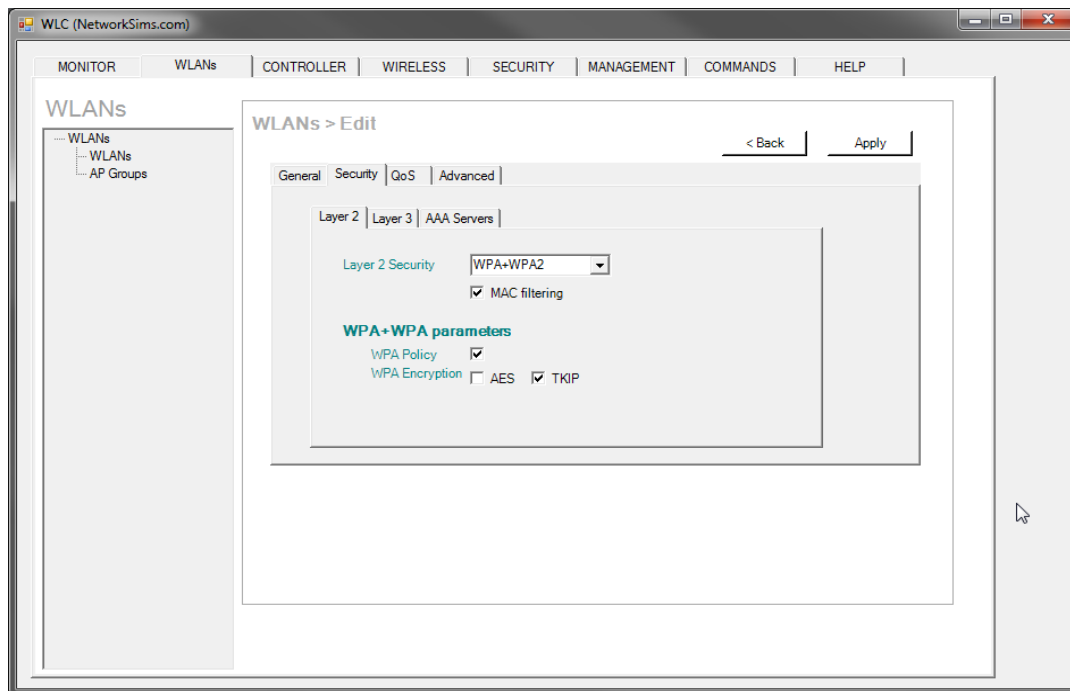 WLC (NetworkSims.com)
MONITOR WLANs CONTROLLER WIRELESS SECURITY MANAGEMENT COMMANDS HELP
WLANs
WLANs
WLANs
AP Groups
WLANs > Edit
< Back Apply
General Security QoS Advanced
Layer 2 Layer 3 AAA Servers
Layer 2 Security WPA+WPA2
MAC filtering
WPA+WPA parameters
WPA Policy
WPA Encryption AES TKIP